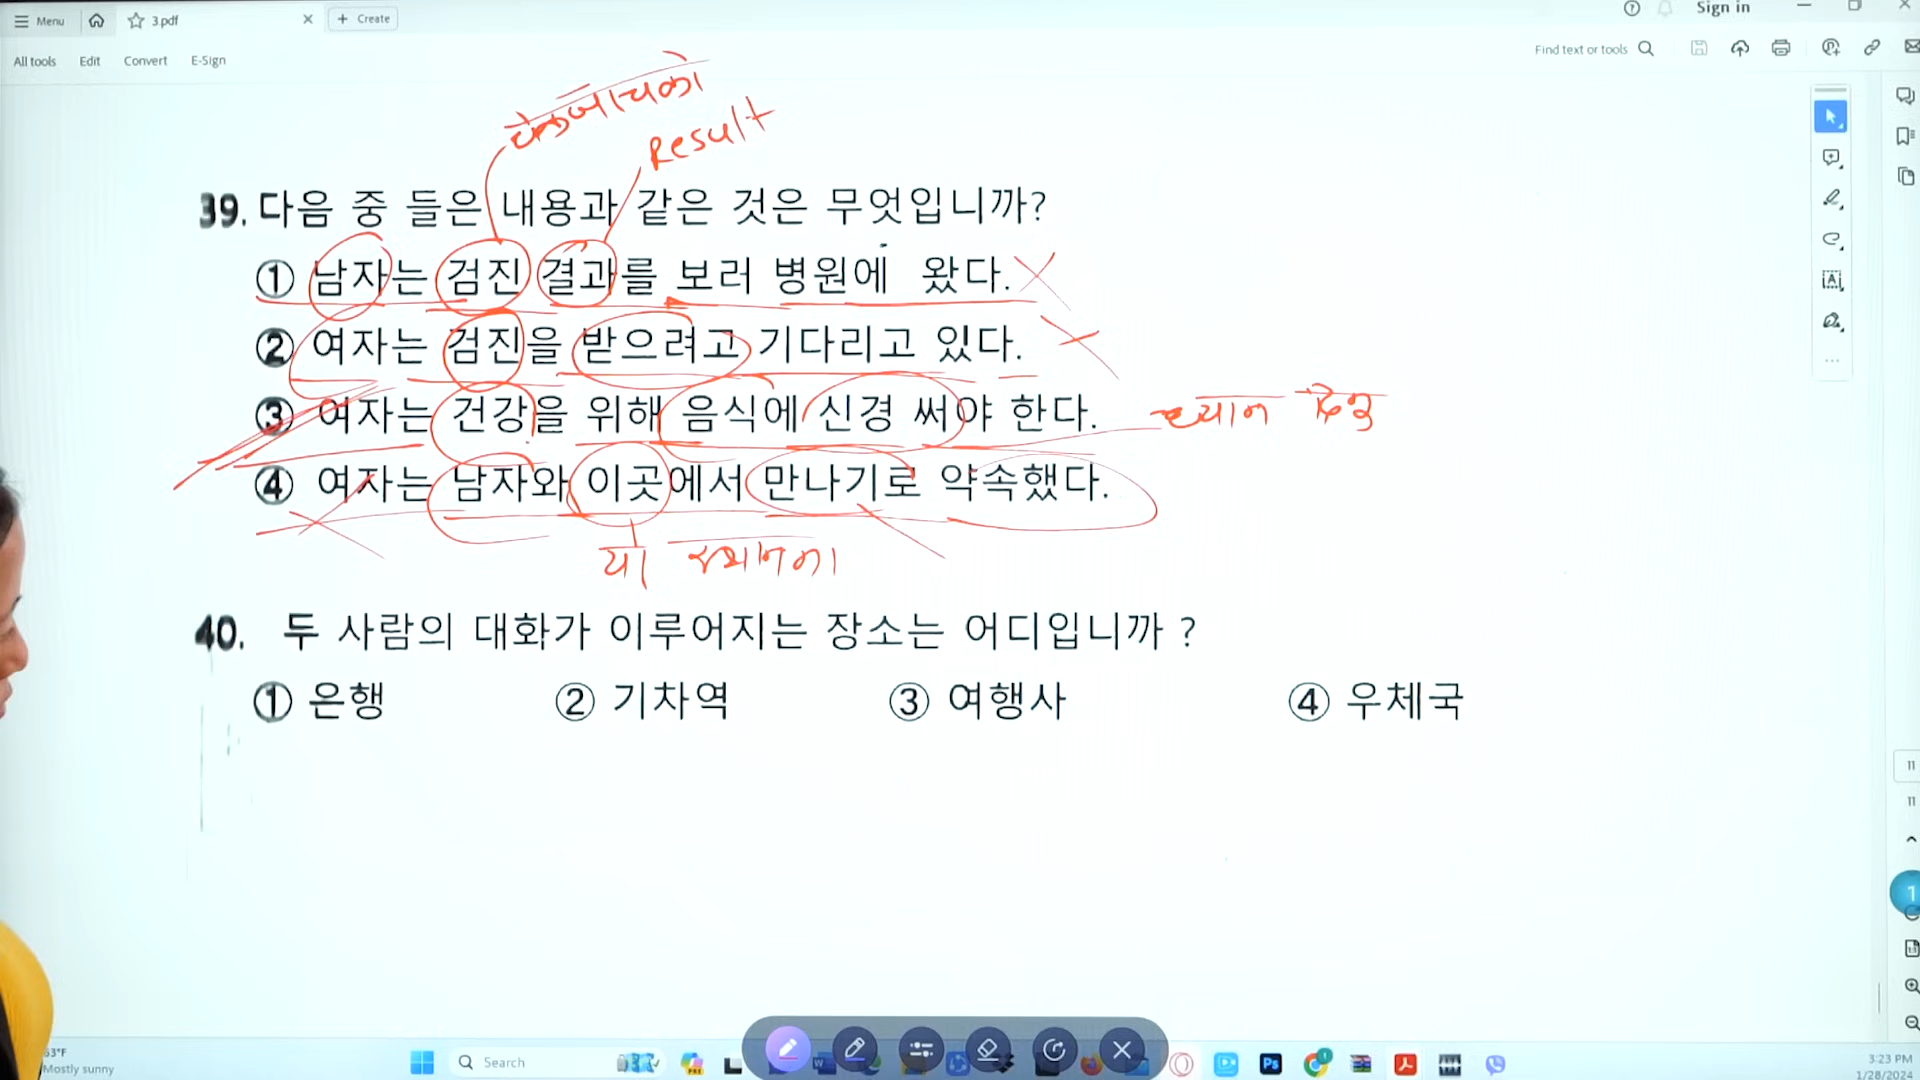 Menu
3.pdf
Create
Sign in
All tools
Edit
Convert
E-Sign
Find text or tools
Result
39. 다음 중 들은 내용과 같은 것은 무엇입니까?
① 남자는 검진 결과를 보러 병원에 왔다.
② 여자는 검진을 받으려고 기다리고 있다.
③ 여자는 건강을 위해 음식에 신경 써야 한다.
④ 여자는 남자와 이곳에서 만나기로 약속했다.
40. 두 사람의 대화가 이루어지는 장소는 어디입니까 ?
① 은행 ② 기차역 ③ 여행사 ④ 우체국
11
11
1
63°F
Mostly sunny
Search
3:23 PM
1/28/2024